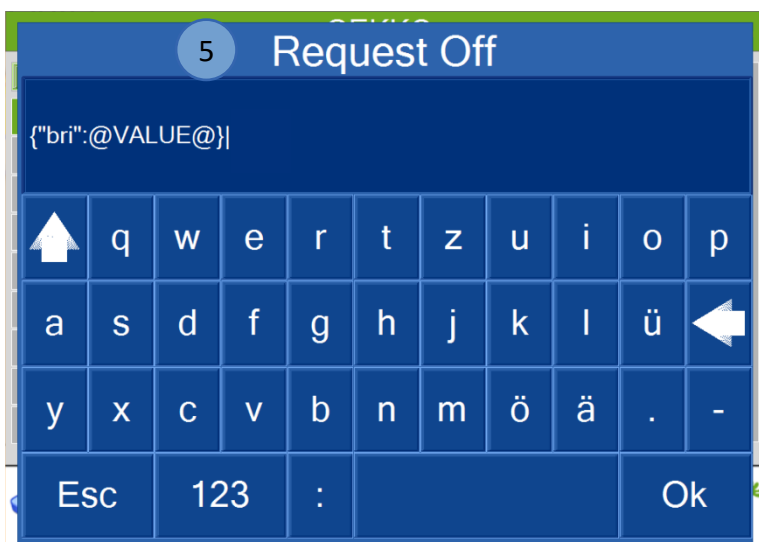 5 Request Off
{"bri":@VALUE@}|
q w e r t z u i o p
a s d f g h j k l ü
y x c v b n m ö ä . -
Esc 123 : Ok